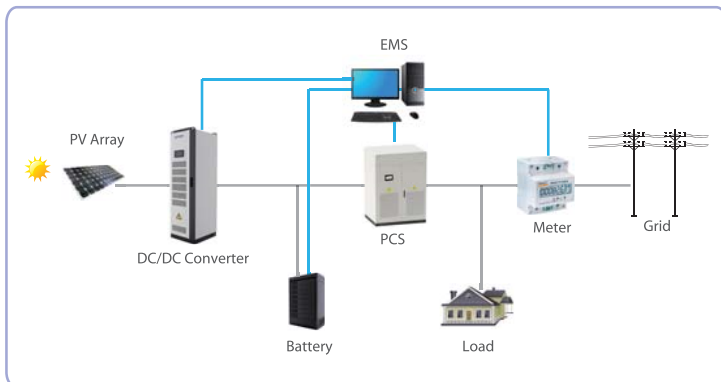 EMS
PV Array
DC/DC Converter
PCS
Meter
Grid
Battery
Load